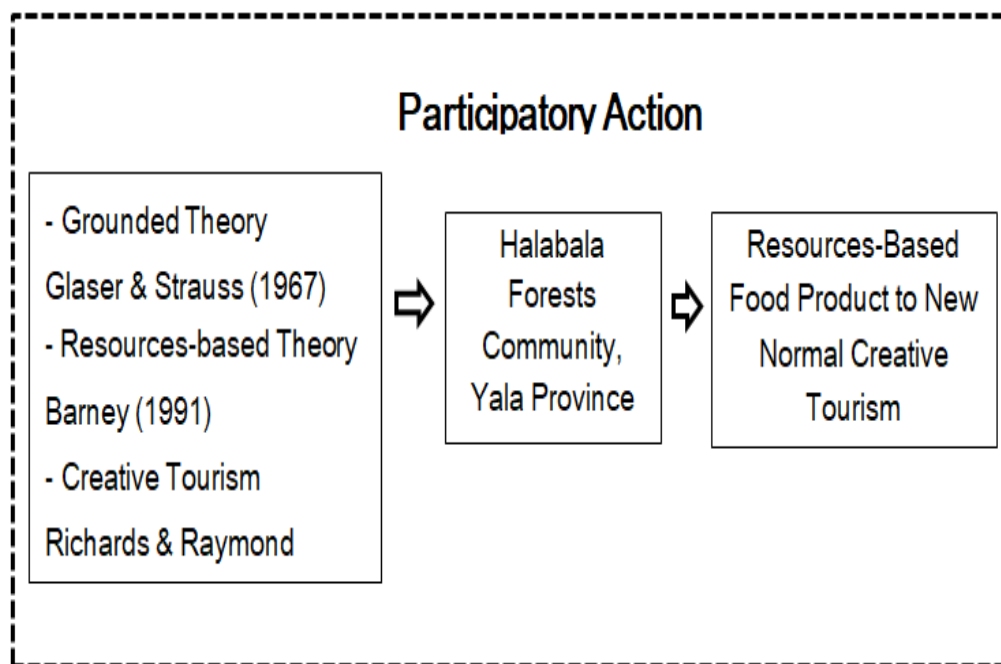 Participatory Action
- Grounded Theory
Glaser & Strauss (1967)
- Resources-based Theory
Barney (1991)
- Creative Tourism
Richards & Raymond
Halabala
Forests
Community,
Yala Province
Resources-Based
Food Product to New
Normal Creative
Tourism